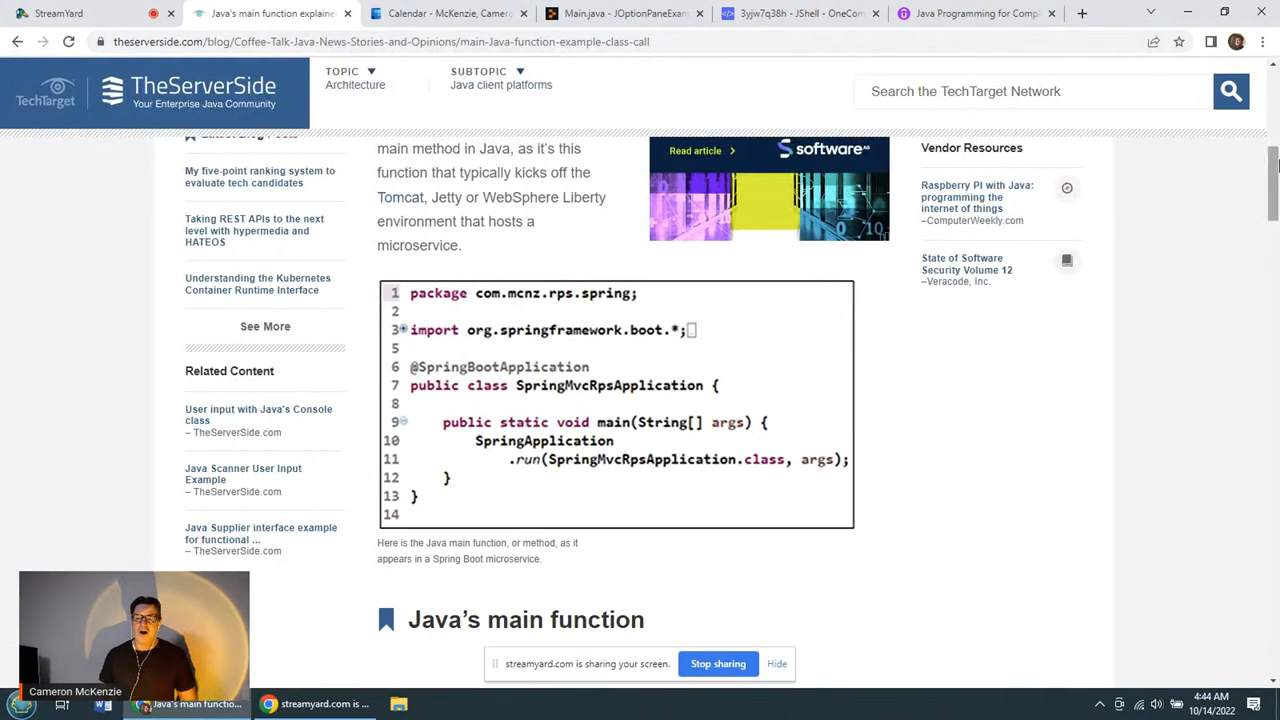 StreamYard
Java's main function explaine
Calendar - McKenzie, Camero
Main.java - JOptionPaneExam
3yjw7q38h - JShell - OneCom
Java Programming for Compl
theserverside.com/blog/Coffee-Talk-Java-News-Stories-and-Opinions/main-Java-function-example-class-call
TechTarget
TheServerSide
Your Enterprise Java Community
TOPIC
Architecture
SUBTOPIC
Java client platforms
Search the TechTarget Network
Latest Blog Posts
My five-point ranking system to
evaluate tech candidates
Taking REST APIs to the next
level with hypermedia and
HATEOS
Understanding the Kubernetes
Container Runtime Interface
See More
Related Content
User input with Java's Console
class
– TheServerSide.com
Java Scanner User Input
Example
– TheServerSide.com
Java Supplier interface example
for functional ...
– TheServerSide.com
main method in Java, as it's this
function that typically kicks off the
Tomcat, Jetty or WebSphere Liberty
environment that hosts a
microservice.
Read article
software AG
Vendor Resources
Raspberry PI with Java:
programming the
internet of things
–ComputerWeekly.com
State of Software
Security Volume 12
–Veracode, Inc.
1 package com.mcnz.rps.spring;
2
3 import org.springframework.boot.*;
5
6 @SpringBootApplication
7 public class SpringMvcRpsApplication {
8
9 public static void main(String[] args) {
10 SpringApplication
11 .run(SpringMvcRpsApplication.class, args);
12 }
13 }
14
Here is the Java main function, or method, as it
appears in a Spring Boot microservice.
Java's main function
streamyard.com is sharing your screen.
Stop sharing
Hide
Cameron McKenzie
Java's main functio...
streamyard.com is ...
4:44 AM
10/14/2022